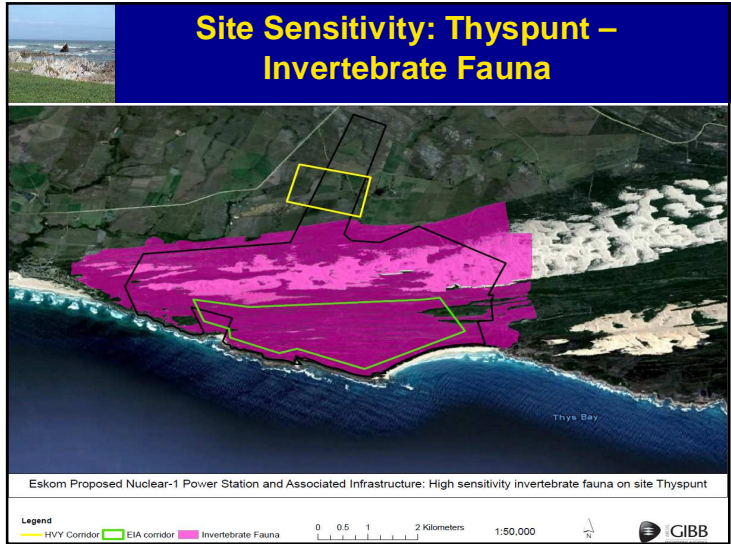 Site Sensitivity: Thyspunt –
Invertebrate Fauna
Thys Bay
Eskom Proposed Nuclear-1 Power Station and Associated Infrastructure: High sensitivity invertebrate fauna on site Thyspunt
Legend
HVY Corridor EIA corridor Invertebrate Fauna
0 0.5 1 2 Kilometers
1:50,000
N
GIBB